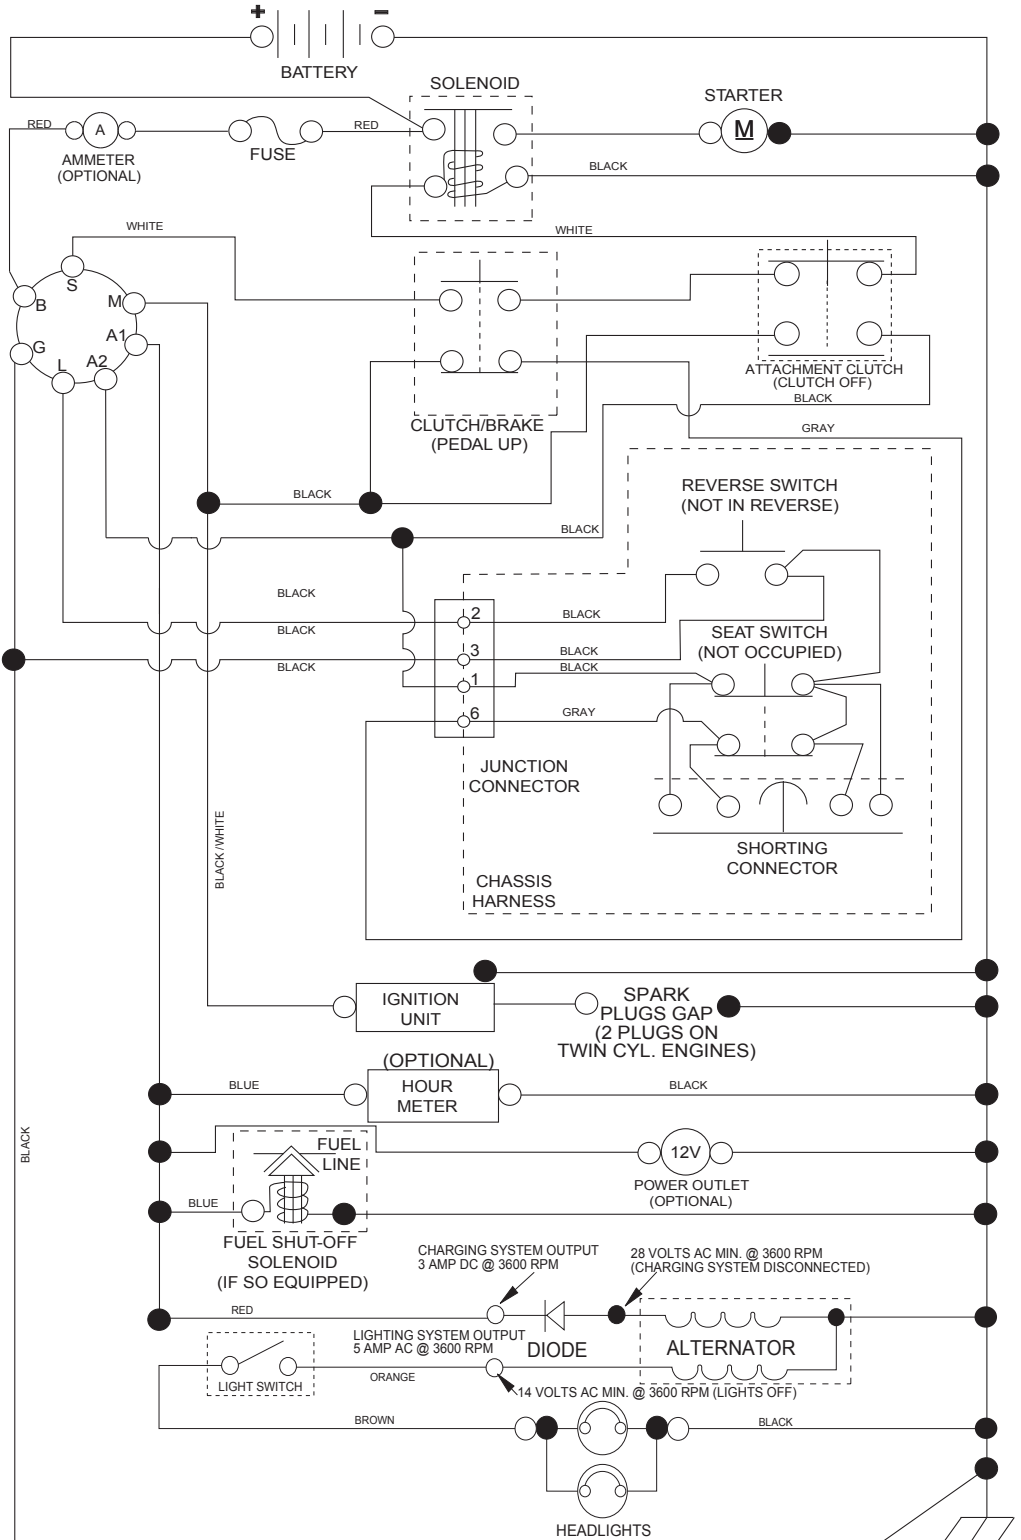 + −
BATTERY
SOLENOID
STARTER
RED
A
AMMETER
(OPTIONAL)
FUSE
RED
M
BLACK
WHITE
WHITE
S
B
M
A1
G
L
A2
ATTACHMENT CLUTCH
(CLUTCH OFF)
BLACK
CLUTCH/BRAKE
(PEDAL UP)
GRAY
REVERSE SWITCH
(NOT IN REVERSE)
BLACK
BLACK
BLACK
2
BLACK
BLACK
SEAT SWITCH
(NOT OCCUPIED)
3
BLACK
BLACK
BLACK
1
6
GRAY
JUNCTION
CONNECTOR
SHORTING
CONNECTOR
BLACK/WHITE
CHASSIS
HARNESS
IGNITION
UNIT
SPARK
PLUGS GAP
(2 PLUGS ON
TWIN CYL. ENGINES)
(OPTIONAL)
BLUE
HOUR
METER
BLACK
BLACK
FUEL
LINE
12V
POWER OUTLET
(OPTIONAL)
BLUE
FUEL SHUT-OFF
SOLENOID
(IF SO EQUIPPED)
CHARGING SYSTEM OUTPUT
3 AMP DC @ 3600 RPM
28 VOLTS AC MIN. @ 3600 RPM
(CHARGING SYSTEM DISCONNECTED)
RED
LIGHTING SYSTEM OUTPUT
5 AMP AC @ 3600 RPM
DIODE
ALTERNATOR
LIGHT SWITCH
ORANGE
14 VOLTS AC MIN. @ 3600 RPM (LIGHTS OFF)
BROWN
BLACK
HEADLIGHTS